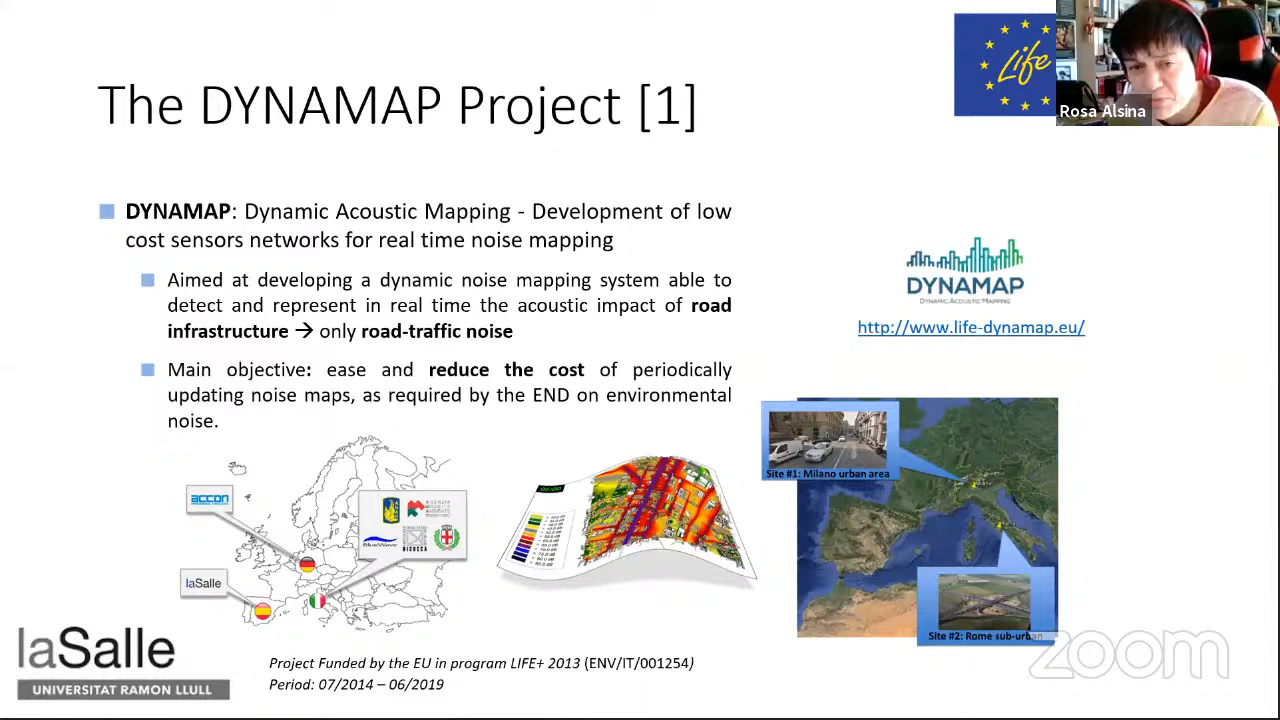 The DYNAMAP Project [1]
Life
Rosa Alsina
DYNAMAP: Dynamic Acoustic Mapping - Development of low
cost sensors networks for real time noise mapping
Aimed at developing a dynamic noise mapping system able to
detect and represent in real time the acoustic impact of road
infrastructure → only road-traffic noise
Main objective: ease and reduce the cost of periodically
updating noise maps, as required by the END on environmental
noise.
DYNAMAP
DYNAMIC ACOUSTIC MAPPING
http://www.life-dynamap.eu/
accon
BlueWave
BICOCCA
laSalle
Site #1: Milano urban area
Site #2: Rome sub-urban
zoom
laSalle
UNIVERSITAT RAMON LLULL
Project Funded by the EU in program LIFE+ 2013 (ENV/IT/001254)
Period: 07/2014 – 06/2019